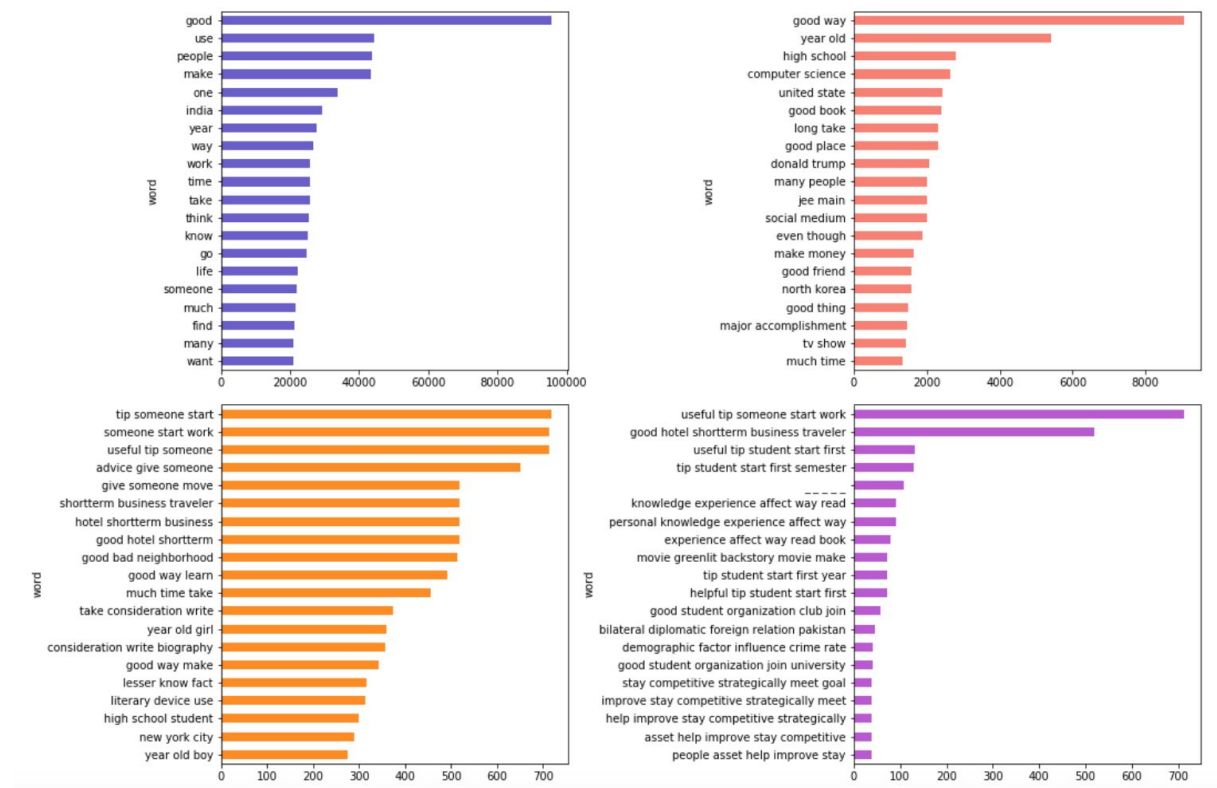 good
use
people
make
one
india
year
way
work
time
take
think
know
go
life
someone
much
find
many
want
word
0 20000 40000 60000 80000 100000
good way
year old
high school
computer science
united state
good book
long take
good place
donald trump
many people
jee main
social medium
even though
make money
good friend
north korea
good thing
major accomplishment
tv show
much time
word
0 2000 4000 6000 8000
tip someone start
someone start work
useful tip someone
advice give someone
give someone move
shortterm business traveler
hotel shortterm business
good hotel shortterm
good bad neighborhood
good way learn
much time take
take consideration write
year old girl
consideration write biography
good way make
lesser know fact
literary device use
high school student
new york city
year old boy
word
0 100 200 300 400 500 600 700
useful tip someone start work
good hotel shortterm business traveler
useful tip student start first
tip student start first semester
_ _ _ _ _
knowledge experience affect way read
personal knowledge experience affect way
experience affect way read book
movie greenlit backstory movie make
tip student start first year
helpful tip student start first
good student organization club join
bilateral diplomatic foreign relation pakistan
demographic factor influence crime rate
good student organization join university
stay competitive strategically meet goal
improve stay competitive strategically meet
help improve stay competitive strategically
asset help improve stay competitive
people asset help improve stay
word
0 100 200 300 400 500 600 700